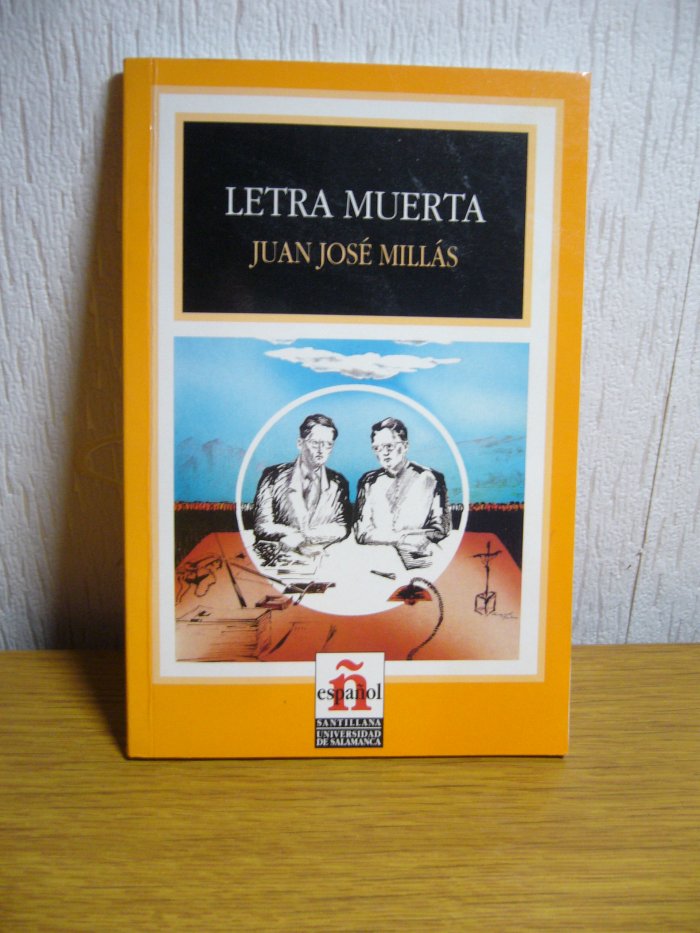 LETRA MUERTA
JUAN JOSÉ MILLÁS
ñ
español
SANTILLANA
UNIVERSIDAD
DE SALAMANCA